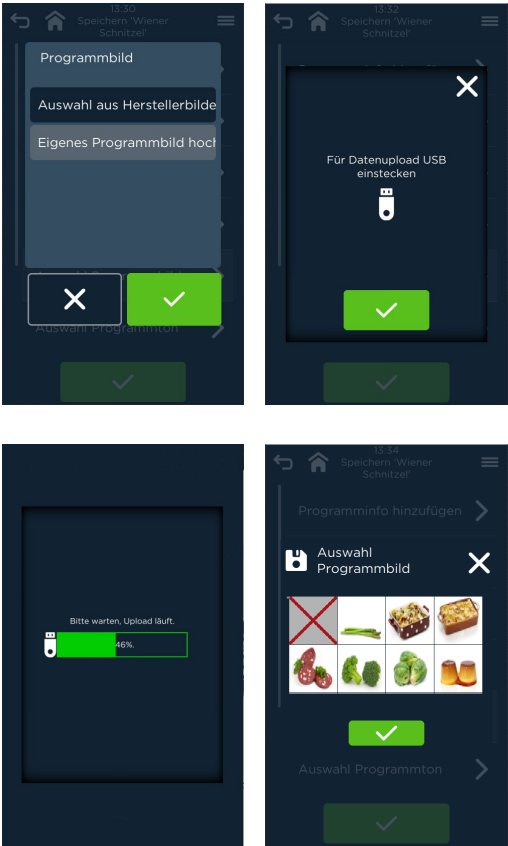 13:30
Speichern 'Wiener
Schnitzel'
Programmbild
Auswahl aus Herstellerbilde
Eigenes Programmbild hoch
Auswahl Programmton
13:32
Speichern 'Wiener
Schnitzel'
Für Datenupload USB
einstecken
Bitte warten, Upload läuft.
46%.
13:34
Speichern 'Wiener
Schnitzel'
Programminfo hinzufügen
Auswahl
Programmbild
Auswahl Programmton